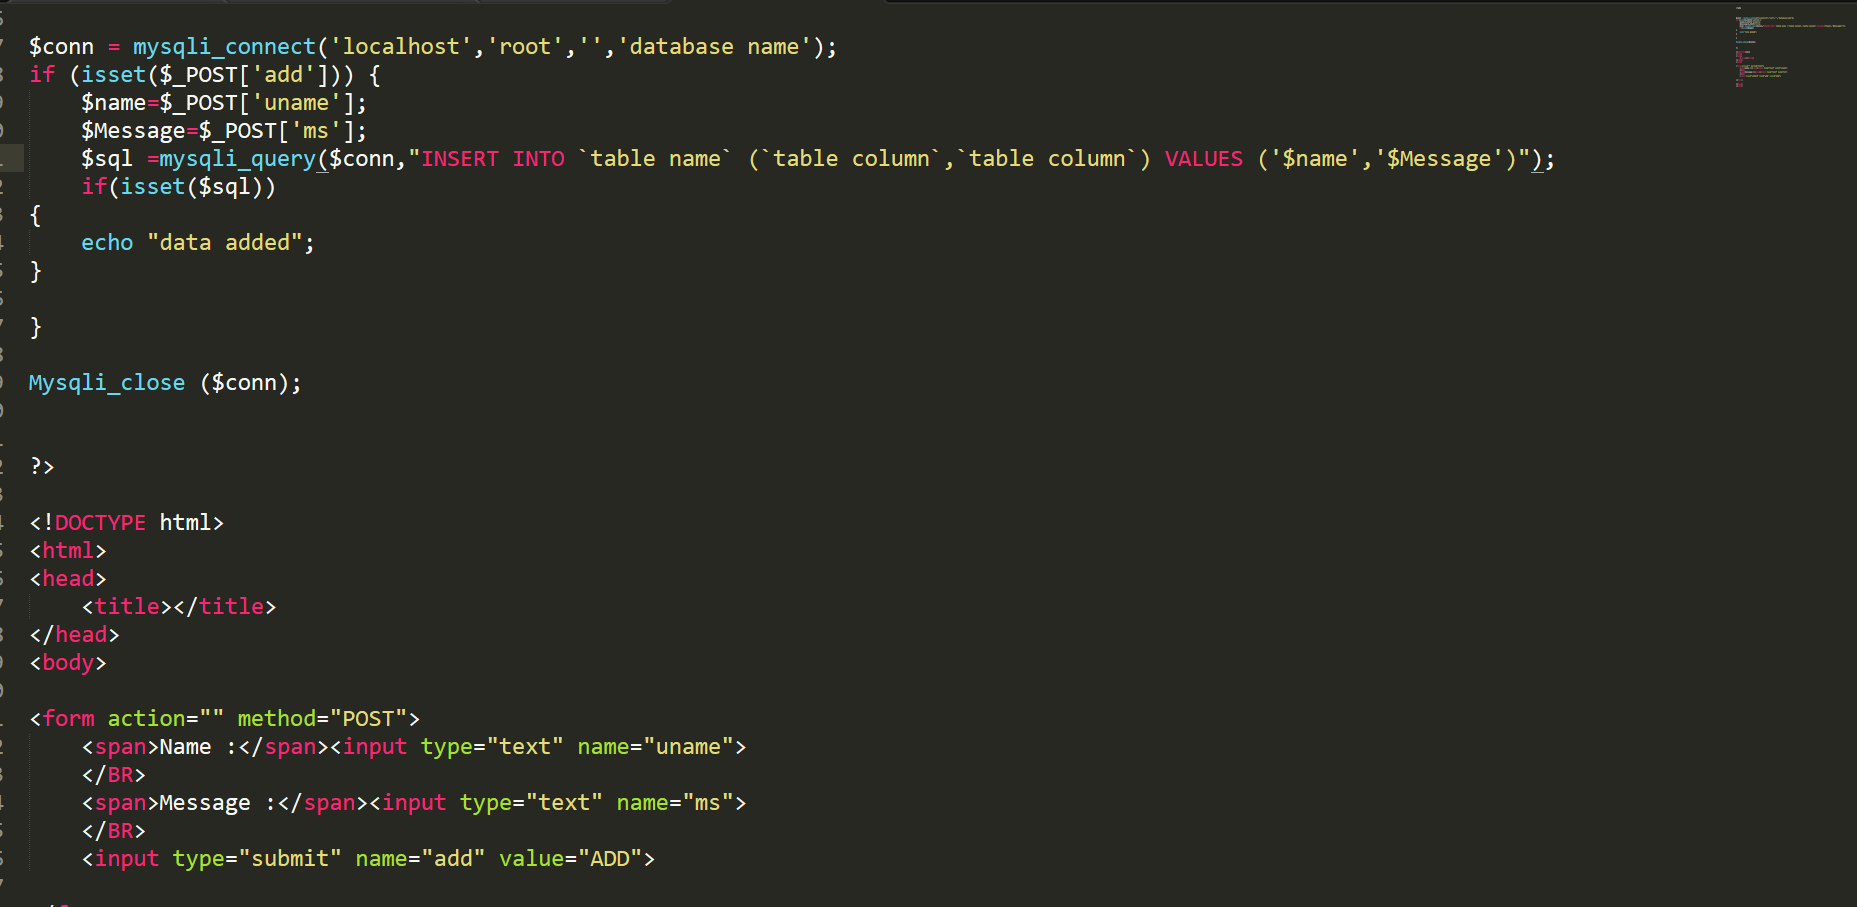 $conn = mysqli_connect('localhost','root','','database name');
if (isset($_POST['add'])) {
$name=$_POST['uname'];
$Message=$_POST['ms'];
$sql =mysqli_query($conn,"INSERT INTO `table name` (`table column`,`table column`) VALUES ('$name','$Message')");
if(isset($sql))
{
echo "data added";
}
}
Mysqli_close ($conn);
?>
<!DOCTYPE html>
<html>
<head>
<title></title>
</head>
<body>
<form action="" method="POST">
<span>Name :</span><input type="text" name="uname">
</BR>
<span>Message :</span><input type="text" name="ms">
</BR>
<input type="submit" name="add" value="ADD">